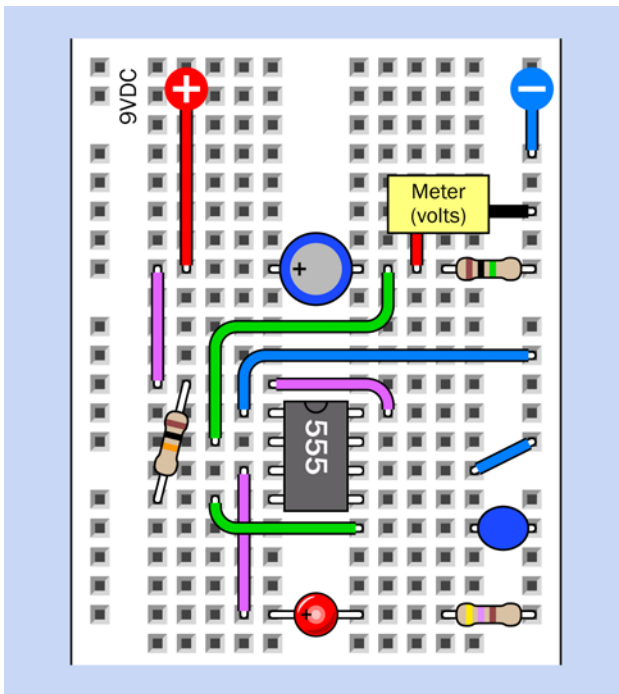 9VDC
+
−
Meter
(volts)
+
555
+